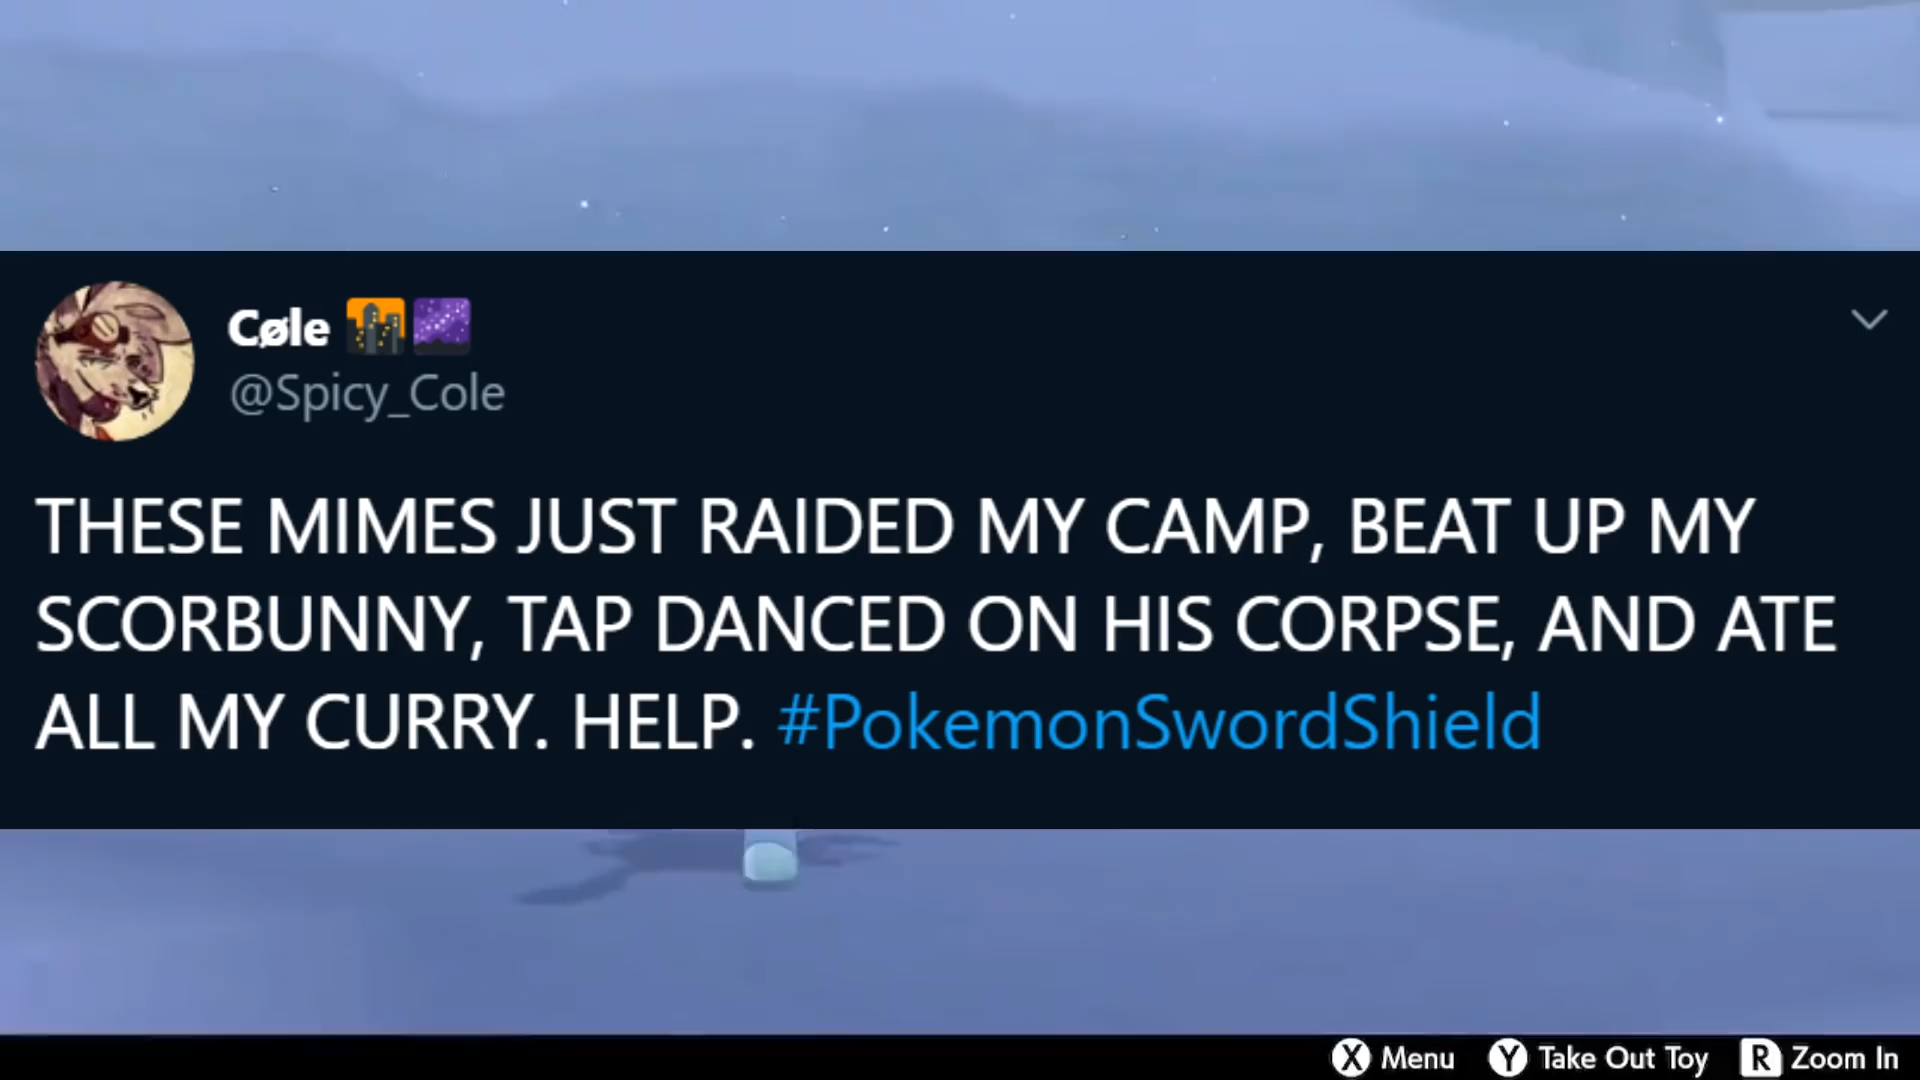 Cøle
@Spicy_Cole
THESE MIMES JUST RAIDED MY CAMP, BEAT UP MY
SCORBUNNY, TAP DANCED ON HIS CORPSE, AND ATE
ALL MY CURRY. HELP. #PokemonSwordShield
X Menu Y Take Out Toy R Zoom In